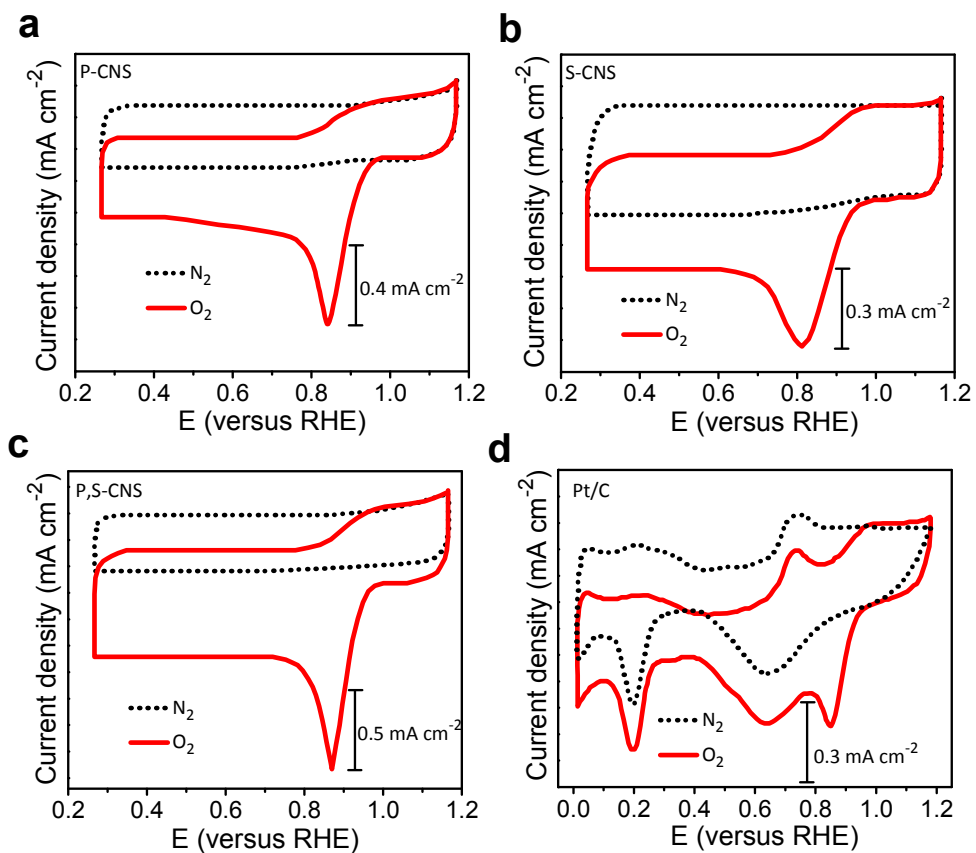 a
P-CNS
Current density (mA cm⁻²)
N₂
O₂
0.4 mA cm⁻²
0.2 0.4 0.6 0.8 1.0 1.2
E (versus RHE)
b
S-CNS
Current density (mA cm⁻²)
N₂
O₂
0.3 mA cm⁻²
0.2 0.4 0.6 0.8 1.0 1.2
E (versus RHE)
c
P,S-CNS
Current density (mA cm⁻²)
N₂
O₂
0.5 mA cm⁻²
0.2 0.4 0.6 0.8 1.0 1.2
E (versus RHE)
d
Pt/C
Current density (mA cm⁻²)
N₂
O₂
0.3 mA cm⁻²
0.0 0.2 0.4 0.6 0.8 1.0 1.2
E (versus RHE)